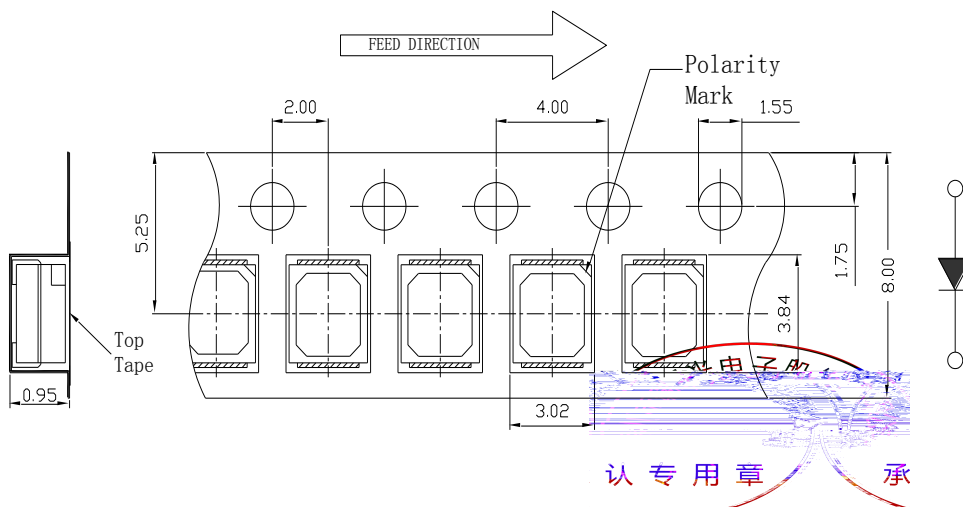 FEED DIRECTION
Polarity
Mark
2.00
4.00
1.55
5.25
1.75
8.00
3.84
Top
Tape
0.95
3.02
电子
认专用章
承